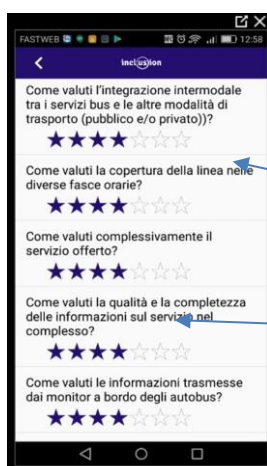 FASTWEB 12:58
inclusion
Come valuti l'integrazione intermodale
tra i servizi bus e le altre modalità di
trasporto (pubblico e/o privato))?
Come valuti la copertura della linea nelle
diverse fasce orarie?
Come valuti complessivamente il
servizio offerto?
Come valuti la qualità e la completezza
delle informazioni sul servizio nel
complesso?
Come valuti le informazioni trasmesse
dai monitor a bordo degli autobus?